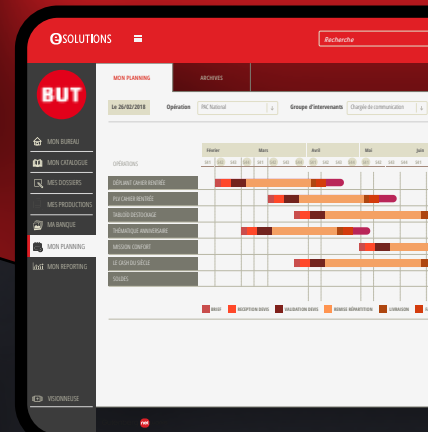 eSOLUTIONS
Recherche
BUT
MON PLANNING
ARCHIVES
Le 26/02/2018
Opération
PAC National
Groupe d'intervenants
Chargée de communication
MON BUREAU
MON CATALOGUE
MES DOSSIERS
MES PRODUCTIONS
MA BANQUE
MON PLANNING
MON REPORTING
VISIONNEUSE
Février
Mars
Avril
Mai
Juin
OPÉRATIONS
DÉPLIANT CAHIER RENTRÉE
PLV CAHIER RENTRÉE
TABLOÏD DESTOCKAGE
THÉMATIQUE ANNIVERSAIRE
MISSION CONFORT
LE CASH DU SIÈCLE
SOLDES
BRIEF
RECEPTION DEVIS
VALIDATION DEVIS
REMISE RÉPARTITION
LIVRAISON